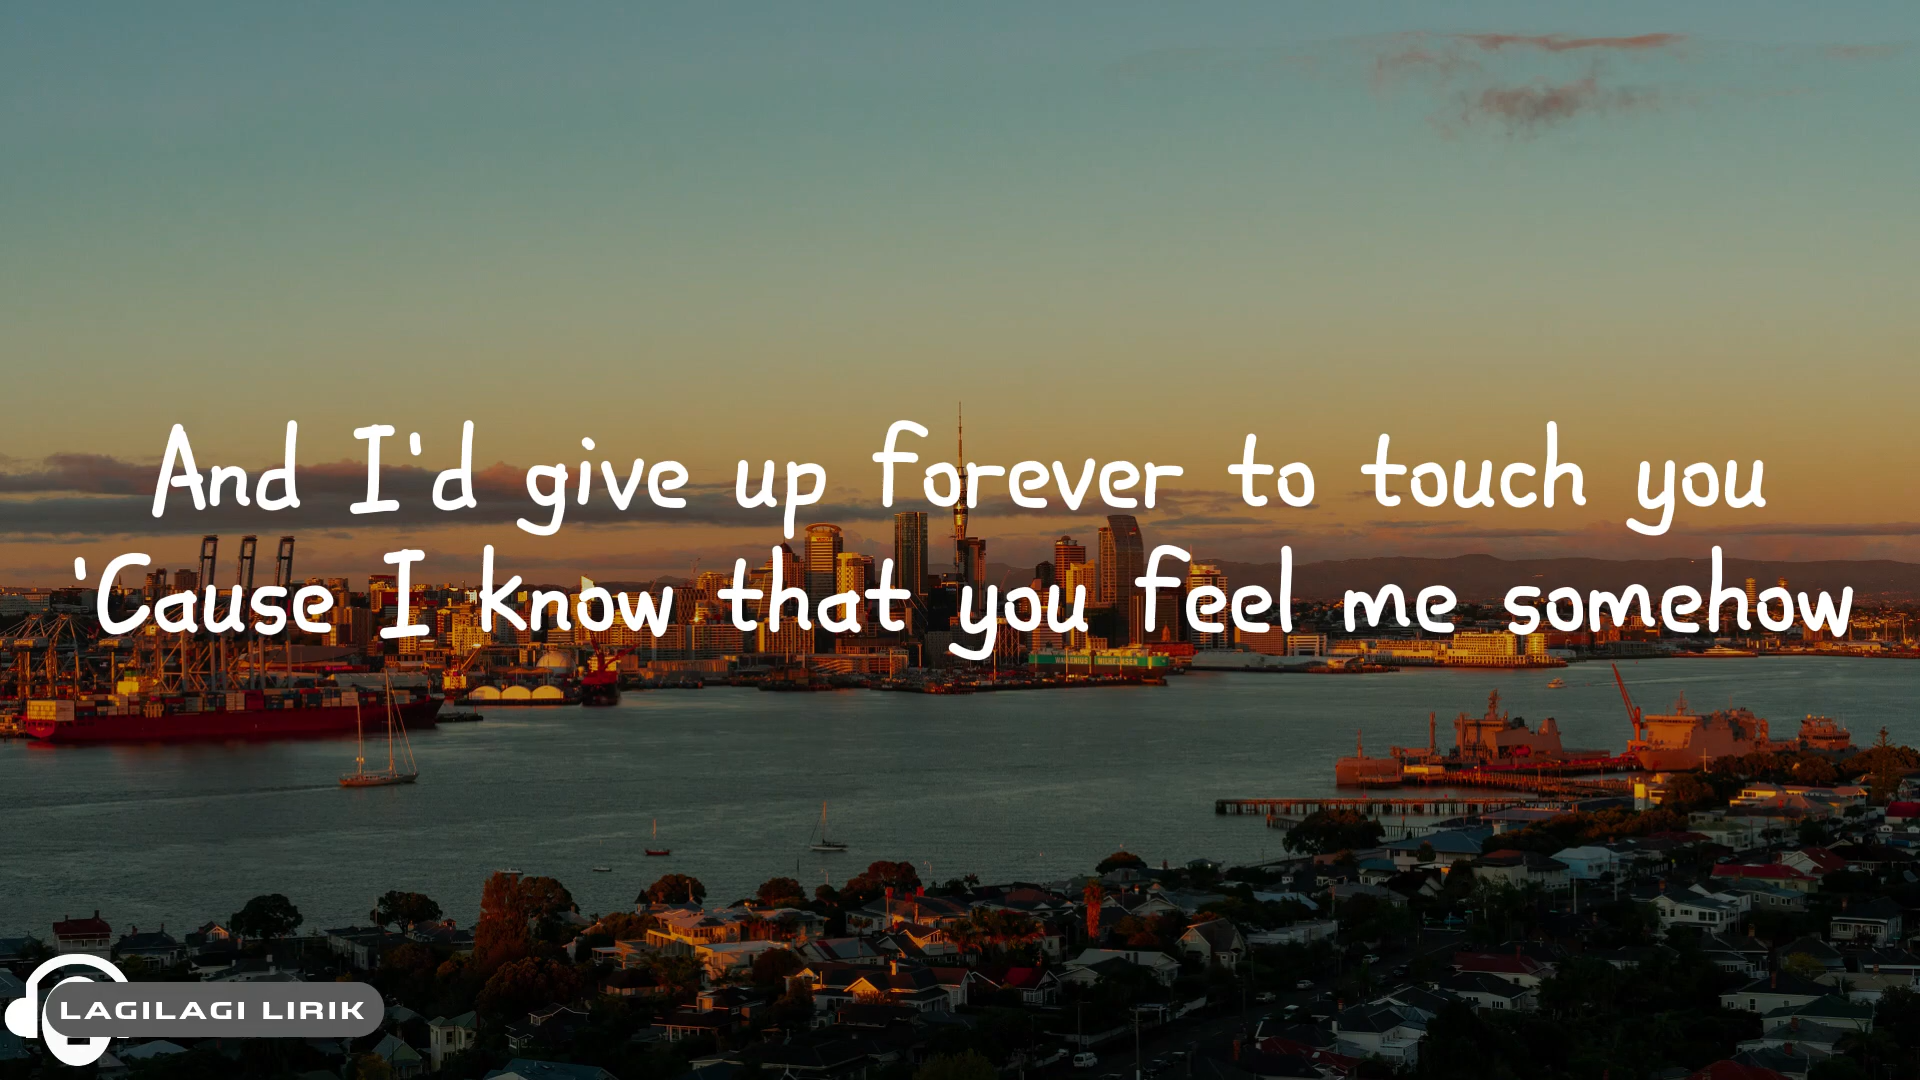 And I'd give up forever to touch you
'Cause I know that you feel me somehow
LAGILAGI LIRIK